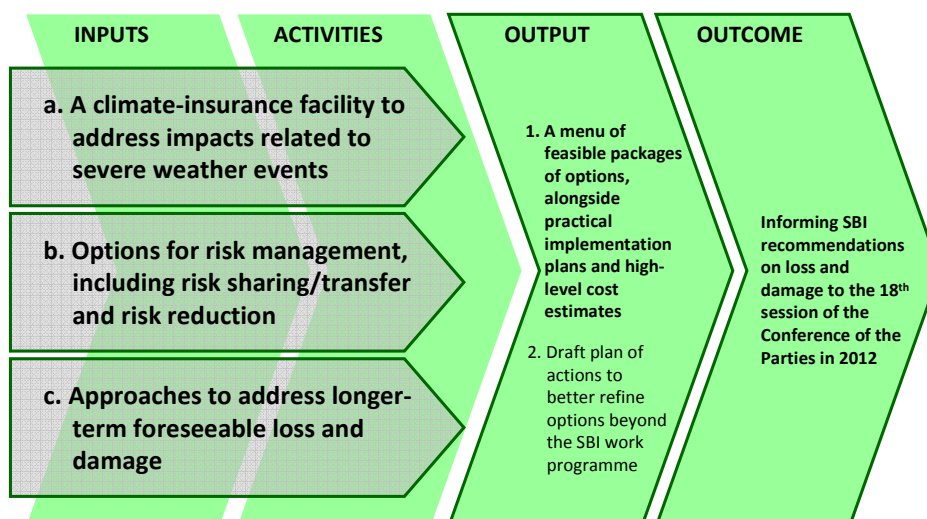 INPUTS
ACTIVITIES
OUTPUT
OUTCOME
a. A climate-insurance facility to
address impacts related to
severe weather events
b. Options for risk management,
including risk sharing/transfer
and risk reduction
c. Approaches to address longer-
term foreseeable loss and
damage
1. A menu of
feasible packages
of options,
alongside
practical
implementation
plans and high-
level cost
estimates
2. Draft plan of
actions to
better refine
options beyond
the SBI work
programme
Informing SBI
recommendations
on loss and
damage to the 18th
session of the
Conference of the
Parties in 2012